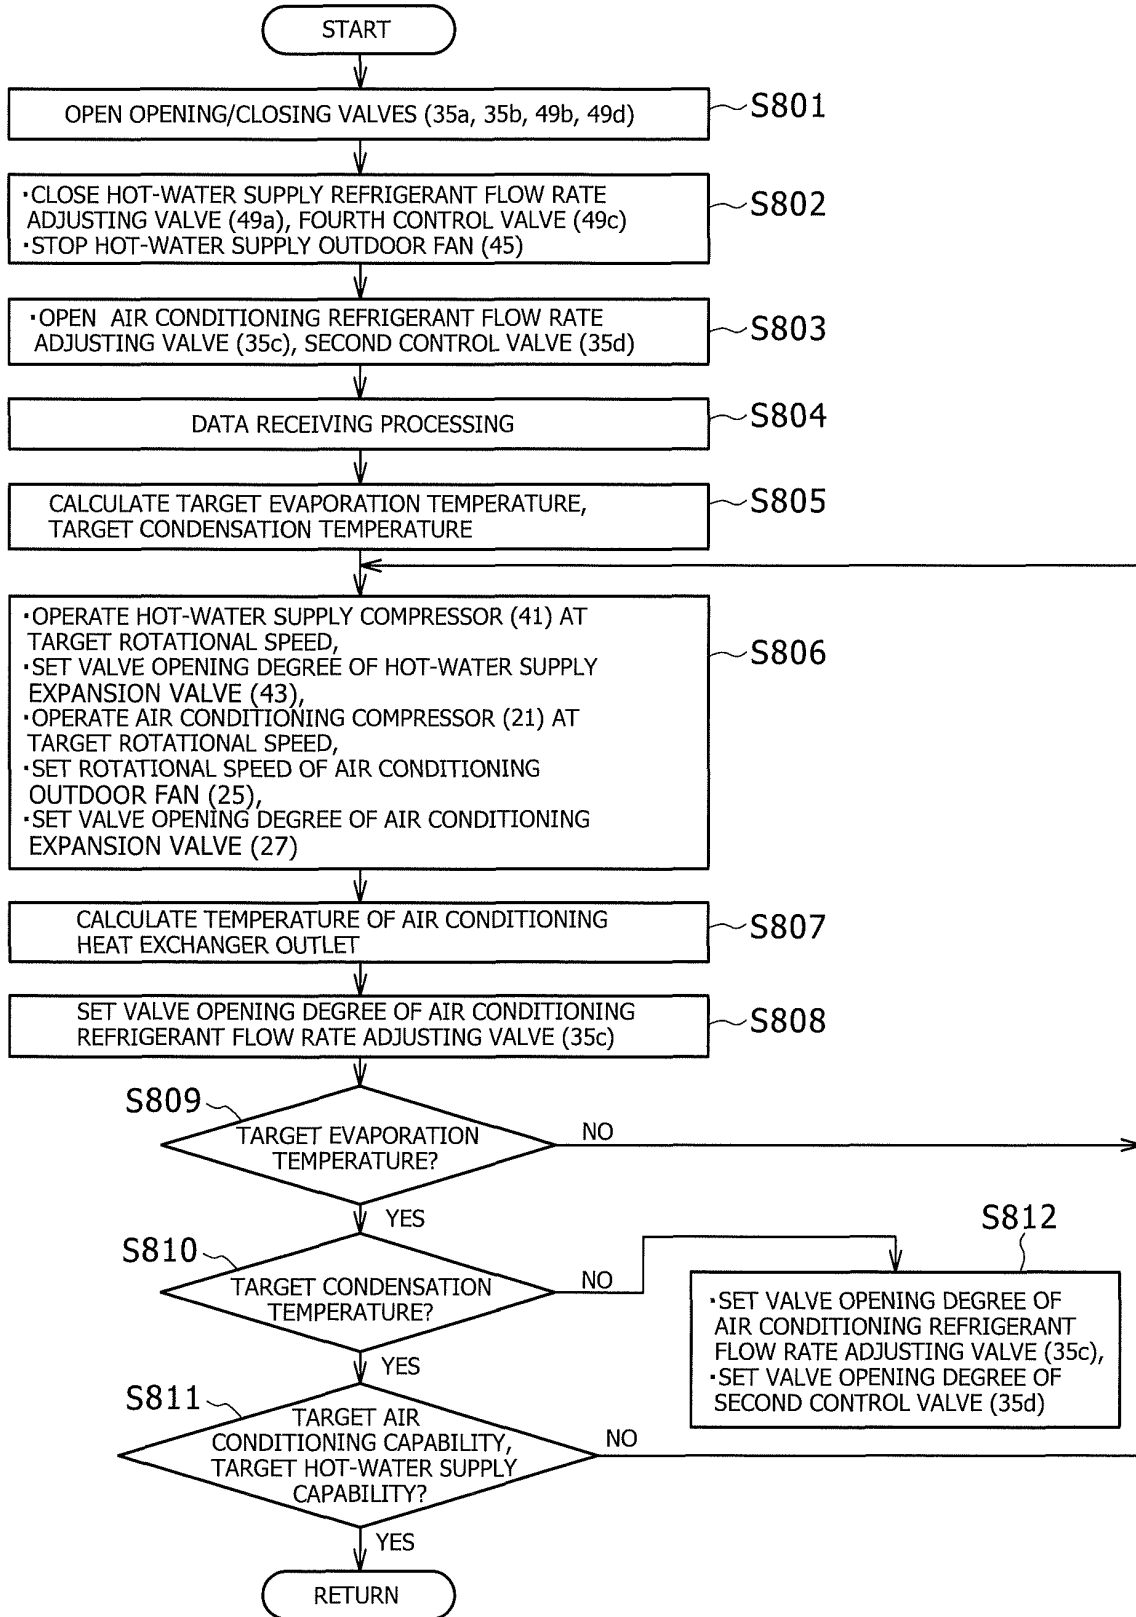 START
OPEN OPENING/CLOSING VALVES (35a, 35b, 49b, 49d)
S801
・CLOSE HOT-WATER SUPPLY REFRIGERANT FLOW RATE
ADJUSTING VALVE (49a), FOURTH CONTROL VALVE (49c)
・STOP HOT-WATER SUPPLY OUTDOOR FAN (45)
S802
・OPEN AIR CONDITIONING REFRIGERANT FLOW RATE
ADJUSTING VALVE (35c), SECOND CONTROL VALVE (35d)
S803
DATA RECEIVING PROCESSING
S804
CALCULATE TARGET EVAPORATION TEMPERATURE,
TARGET CONDENSATION TEMPERATURE
S805
・OPERATE HOT-WATER SUPPLY COMPRESSOR (41) AT
TARGET ROTATIONAL SPEED,
・SET VALVE OPENING DEGREE OF HOT-WATER SUPPLY
EXPANSION VALVE (43),
・OPERATE AIR CONDITIONING COMPRESSOR (21) AT
TARGET ROTATIONAL SPEED,
・SET ROTATIONAL SPEED OF AIR CONDITIONING
OUTDOOR FAN (25),
・SET VALVE OPENING DEGREE OF AIR CONDITIONING
EXPANSION VALVE (27)
S806
CALCULATE TEMPERATURE OF AIR CONDITIONING
HEAT EXCHANGER OUTLET
S807
SET VALVE OPENING DEGREE OF AIR CONDITIONING
REFRIGERANT FLOW RATE ADJUSTING VALVE (35c)
S808
S809
TARGET EVAPORATION
TEMPERATURE?
NO
YES
S810
TARGET CONDENSATION
TEMPERATURE?
NO
YES
S812
・SET VALVE OPENING DEGREE OF
AIR CONDITIONING REFRIGERANT
FLOW RATE ADJUSTING VALVE (35c),
・SET VALVE OPENING DEGREE OF
SECOND CONTROL VALVE (35d)
S811
TARGET AIR
CONDITIONING CAPABILITY,
TARGET HOT-WATER SUPPLY
CAPABILITY?
NO
YES
RETURN